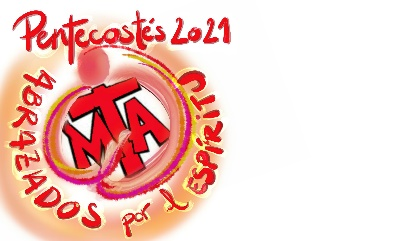 Pentecostés 2021
ABRAZADOS por el ESPÍRITU
MTA